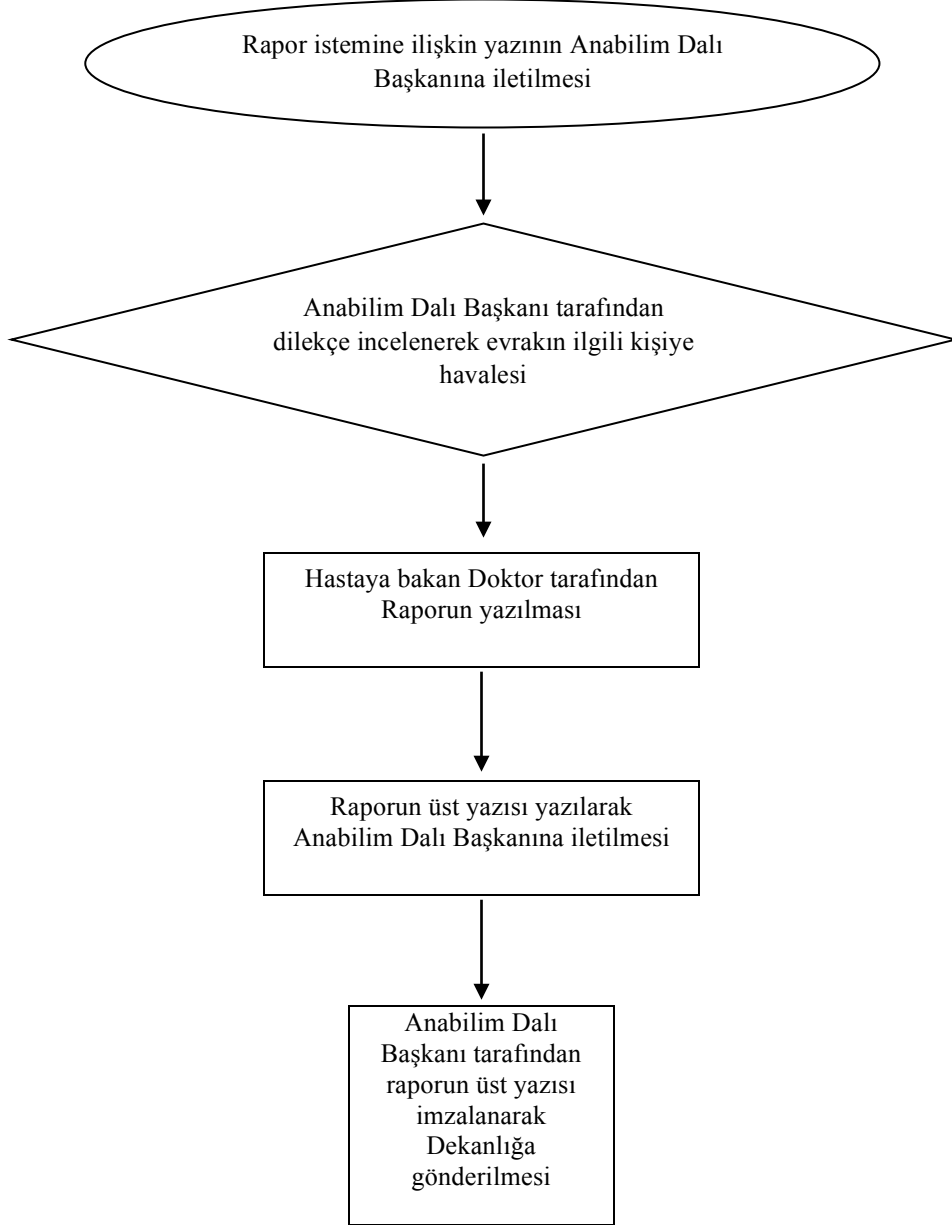 Rapor istemine ilişkin yazının Anabilim Dalı
Başkanına iletilmesi
Anabilim Dalı Başkanı tarafından
dilekçe incelenerek evrakın ilgili kişiye
havalesi
Hastaya bakan Doktor tarafından
Raporun yazılması
Raporun üst yazısı yazılarak
Anabilim Dalı Başkanına iletilmesi
Anabilim Dalı
Başkanı tarafından
raporun üst yazısı
imzalanarak
Dekanlığa
gönderilmesi